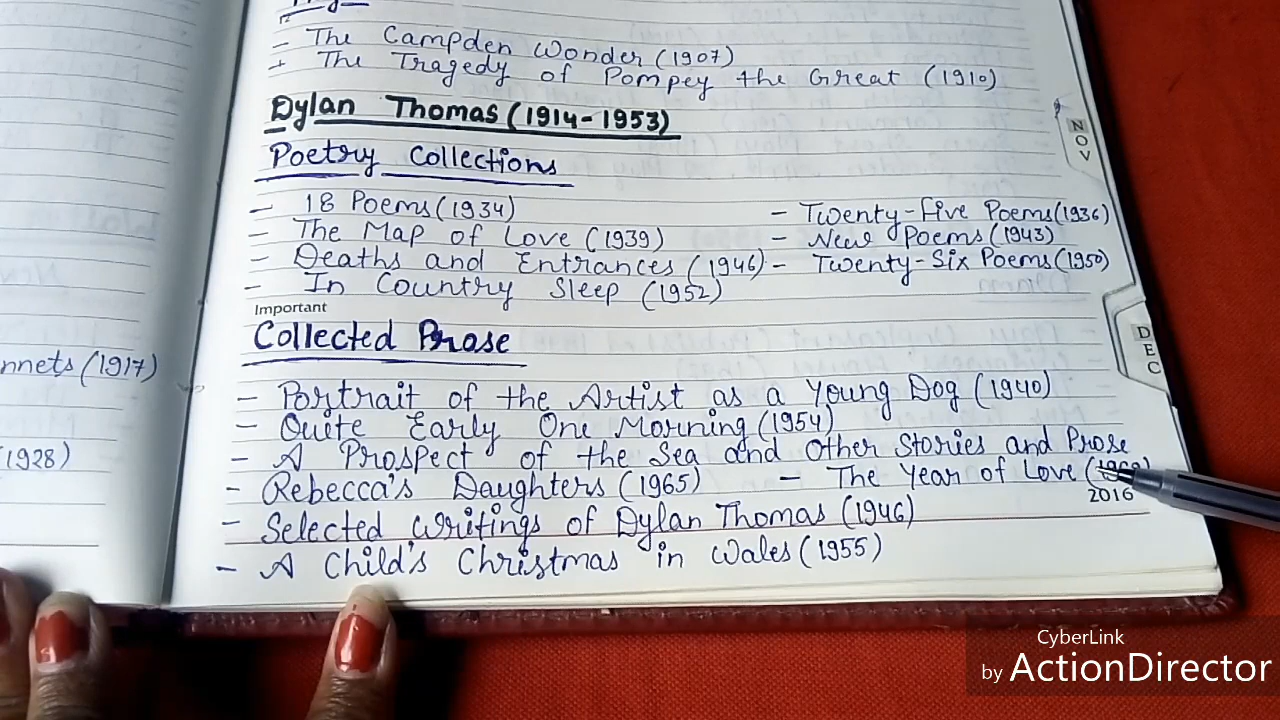 - The Campden Wonder (1907)
- The Tragedy of Pompey the Great (1910)
Dylan Thomas (1914-1953)
Poetry Collections
- 18 Poems (1934) - Twenty-Five Poems (1936)
- The Map of Love (1939) - New Poems (1943)
- Deaths and Entrances (1946) - Twenty-Six Poems (1950)
- In Country Sleep (1952)
Important
Collected Prose
- Portrait of the Artist as a Young Dog (1940)
- Quite Early One Morning (1954)
- A Prospect of the Sea and Other Stories and Prose
- Rebecca's Daughters (1965) - The Year of Love
- Selected Writings of Dylan Thomas (1946)
- A Child's Christmas in Wales (1955)
nnets (1917)
(1928)
NOV
DEC
2016
CyberLink
by ActionDirector